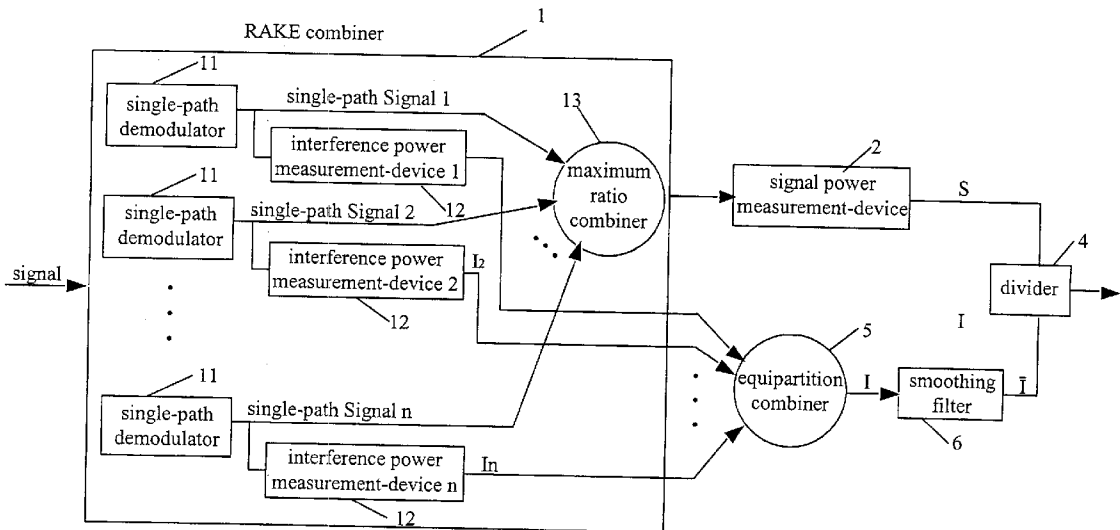 RAKE combiner
1
11
single-path
demodulator
single-path Signal 1
interference power
measurement-device 1
12
13
maximum
ratio
combiner
2
signal power
measurement-device
S
11
single-path
demodulator
single-path Signal 2
interference power
measurement-device 2
I2
12
signal
4
divider
I
5
equipartition
combiner
I
smoothing
filter
6
Ī
11
single-path
demodulator
single-path Signal n
interference power
measurement-device n
In
12